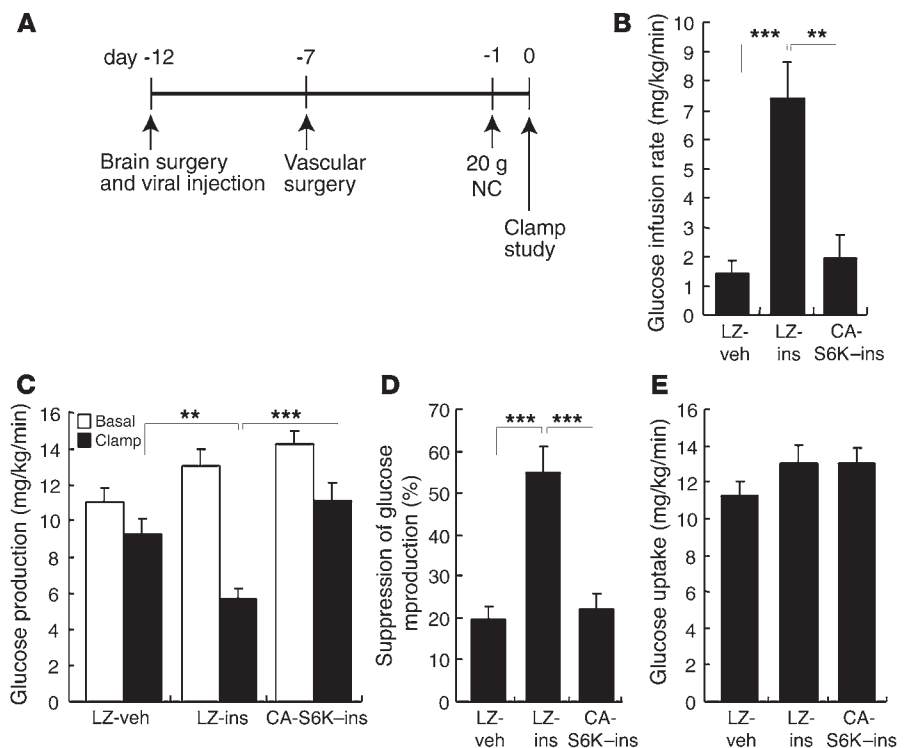 A
day -12
-7
-1
0
Brain surgery
and viral injection
Vascular
surgery
20 g
NC
Clamp
study
B
Glucose infusion rate (mg/kg/min)
10
9
8
7
6
5
4
3
2
1
0
***
**
LZ-
veh
LZ-
ins
CA-
S6K–ins
C
Glucose production (mg/kg/min)
16
14
12
10
8
6
4
2
0
Basal
Clamp
**
***
LZ-veh
LZ-ins
CA-S6K–ins
D
Suppression of glucose
mproduction (%)
70
60
50
40
30
20
10
0
***
***
LZ-
veh
LZ-
ins
CA-
S6K–ins
E
Glucose uptake (mg/kg/min)
16
14
12
10
8
6
4
2
0
LZ-
veh
LZ-
ins
CA-
S6K–ins